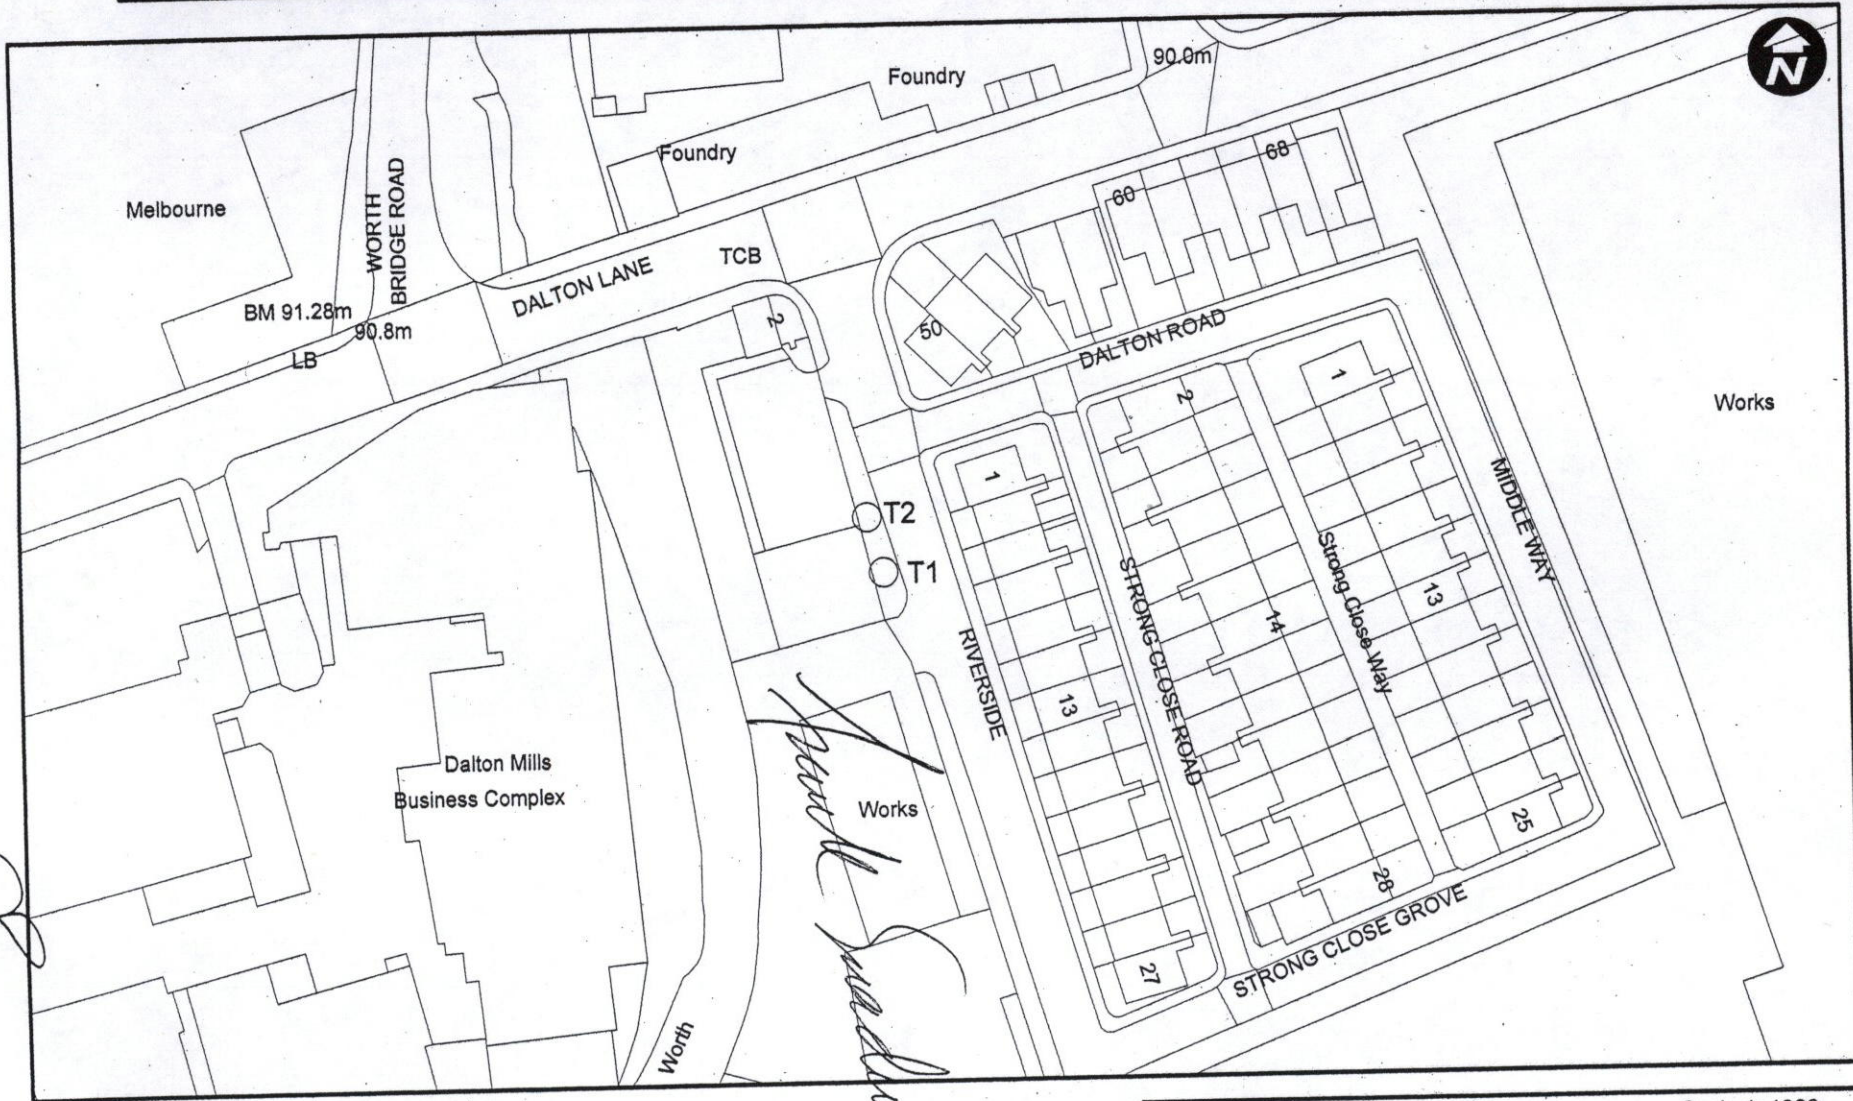 N
90.0m
Foundry
Foundry
68
60
Melbourne
WORTH
BRIDGE ROAD
TCB
DALTON LANE
BM 91.28m
90.8m
LB
2
50
DALTON ROAD
1
2
Works
1
MIDDLE WAY
T2
T1
STRONG CLOSE ROAD
Strong Close Way
13
14
RIVERSIDE
13
Dalton Mills
Business Complex
Works
25
28
STRONG CLOSE GROVE
27
Worth